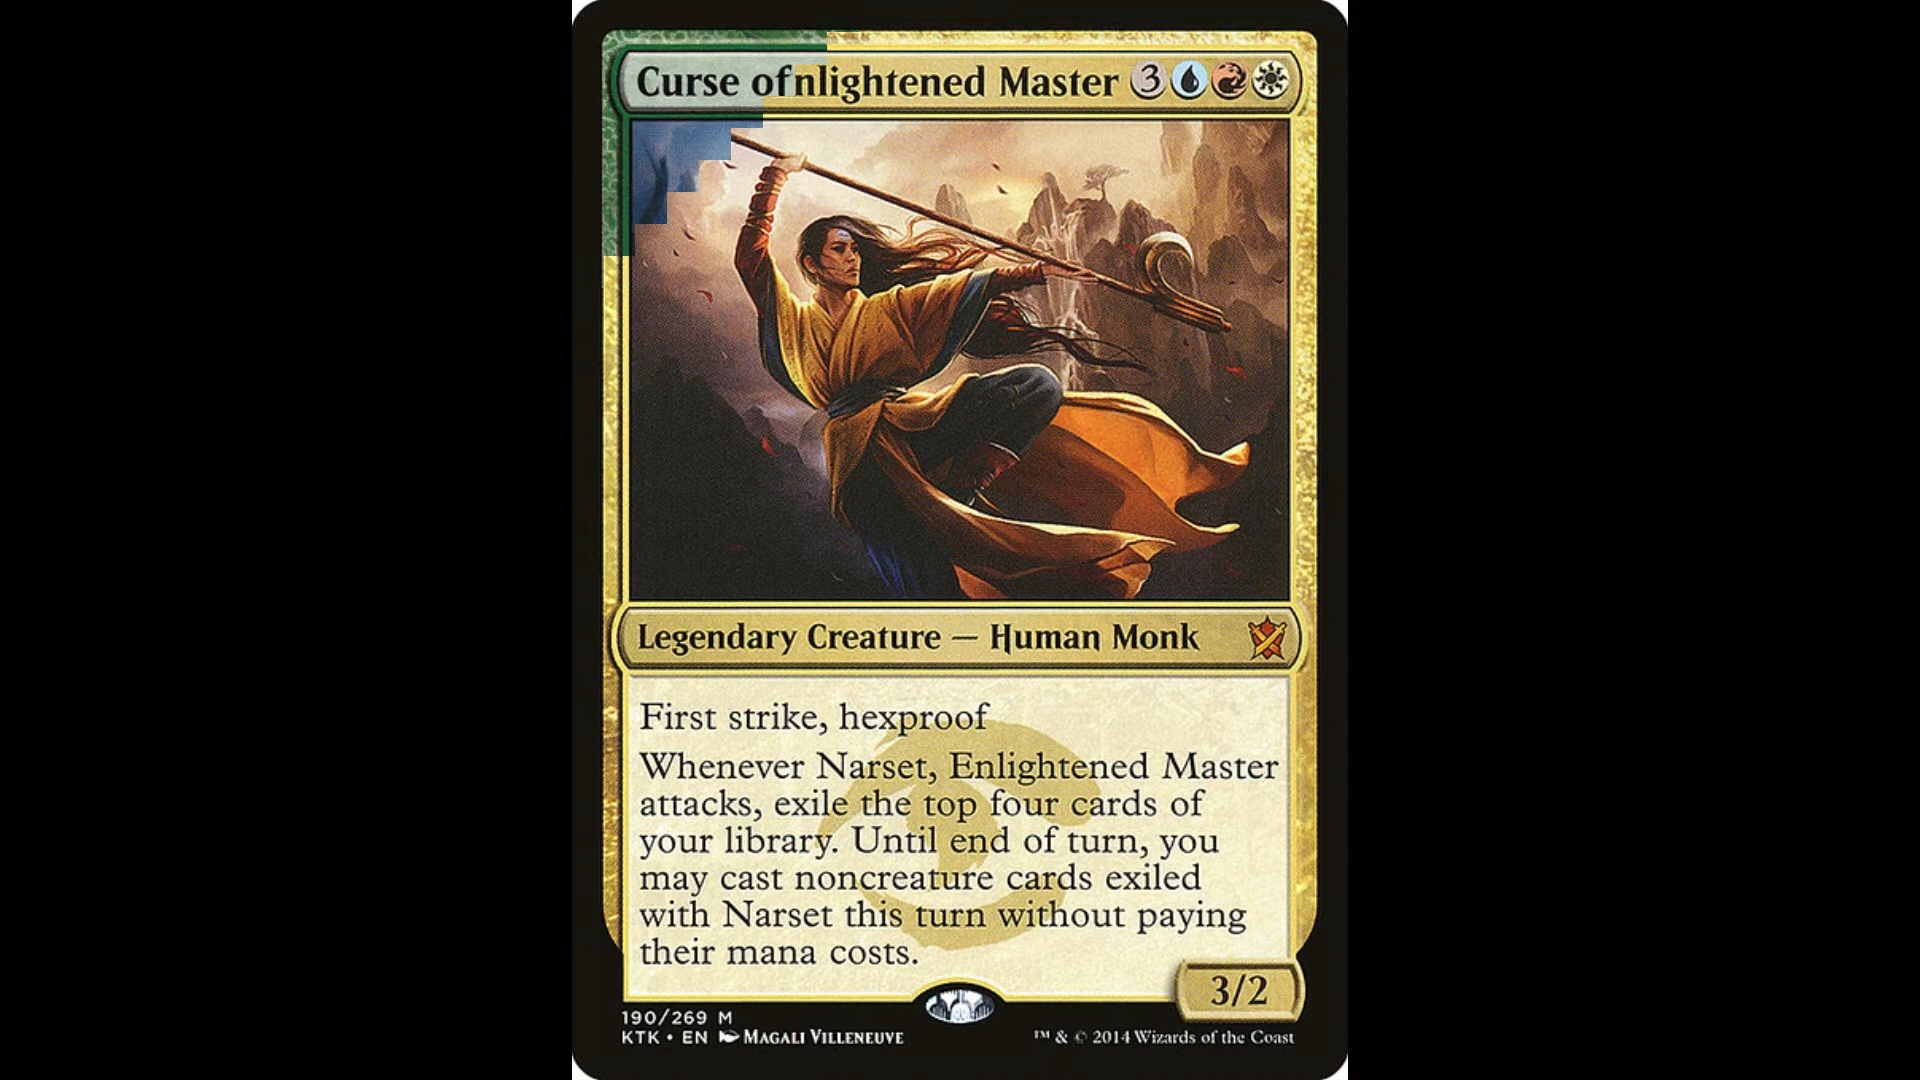 Curse ofnlightened Master 3
Legendary Creature — Human Monk
First strike, hexproof
Whenever Narset, Enlightened Master
attacks, exile the top four cards of
your library. Until end of turn, you
may cast noncreature cards exiled
with Narset this turn without paying
their mana costs.
3/2
190/269 M
KTK • EN MAGALI VILLENEUVE
™ & © 2014 Wizards of the Coast